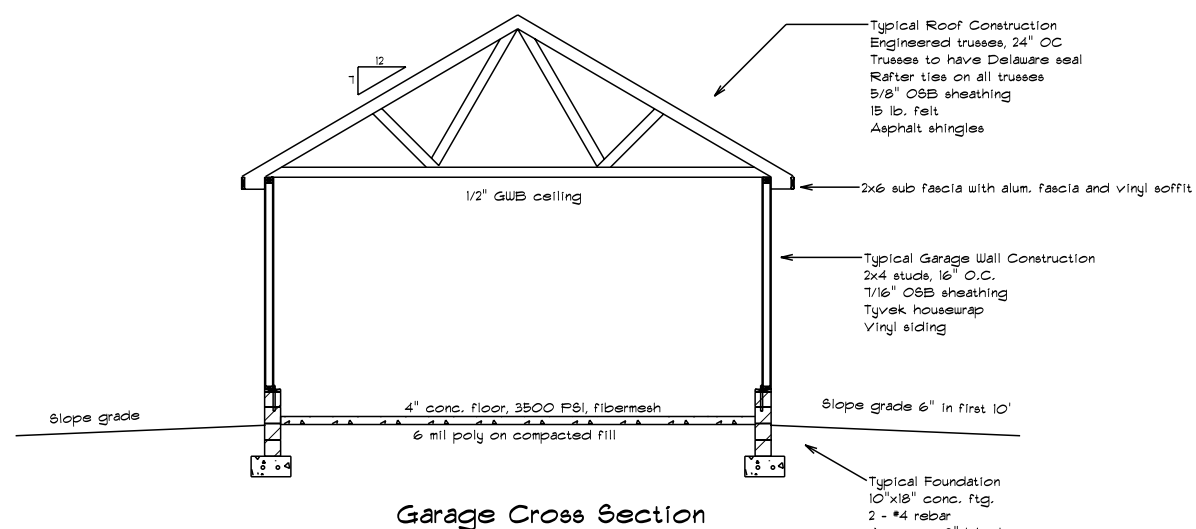 Typical Roof Construction
Engineered trusses, 24" OC
Trusses to have Delaware seal
Rafter ties on all trusses
5/8" OSB sheathing
15 lb. felt
Asphalt shingles
12
7
1/2" GWB ceiling
2x6 sub fascia with alum. fascia and vinyl soffit
Typical Garage Wall Construction
2x4 studs, 16" O.C.
7/16" OSB sheathing
Tyvek housewrap
Vinyl siding
Slope grade
4" conc. floor, 3500 PSI, fibermesh
Slope grade 6" in first 10'
6 mil poly on compacted fill
Typical Foundation
10"x18" conc. ftg.
2 - #4 rebar
Garage Cross Section